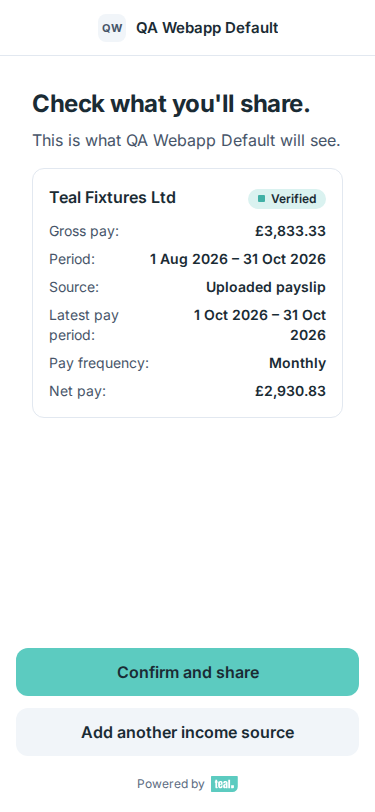 QW QA Webapp Default
Check what you'll share.
This is what QA Webapp Default will see.
Teal Fixtures Ltd Verified
Gross pay: £3,833.33
Period: 1 Aug 2026 – 31 Oct 2026
Source: Uploaded payslip
Latest pay period: 1 Oct 2026 – 31 Oct 2026
Pay frequency: Monthly
Net pay: £2,930.83
Confirm and share
Add another income source
Powered by teal.